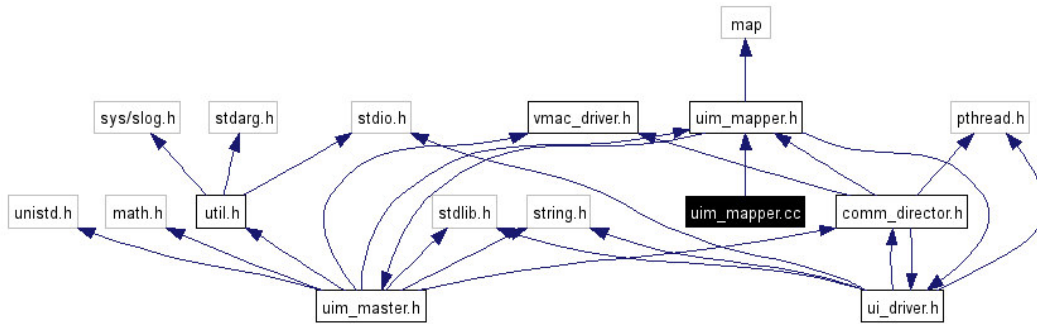 map
sys/slog.h
stdarg.h
stdio.h
vmac_driver.h
uim_mapper.h
pthread.h
unistd.h
math.h
util.h
stdlib.h
string.h
uim_mapper.cc
comm_director.h
uim_master.h
ui_driver.h